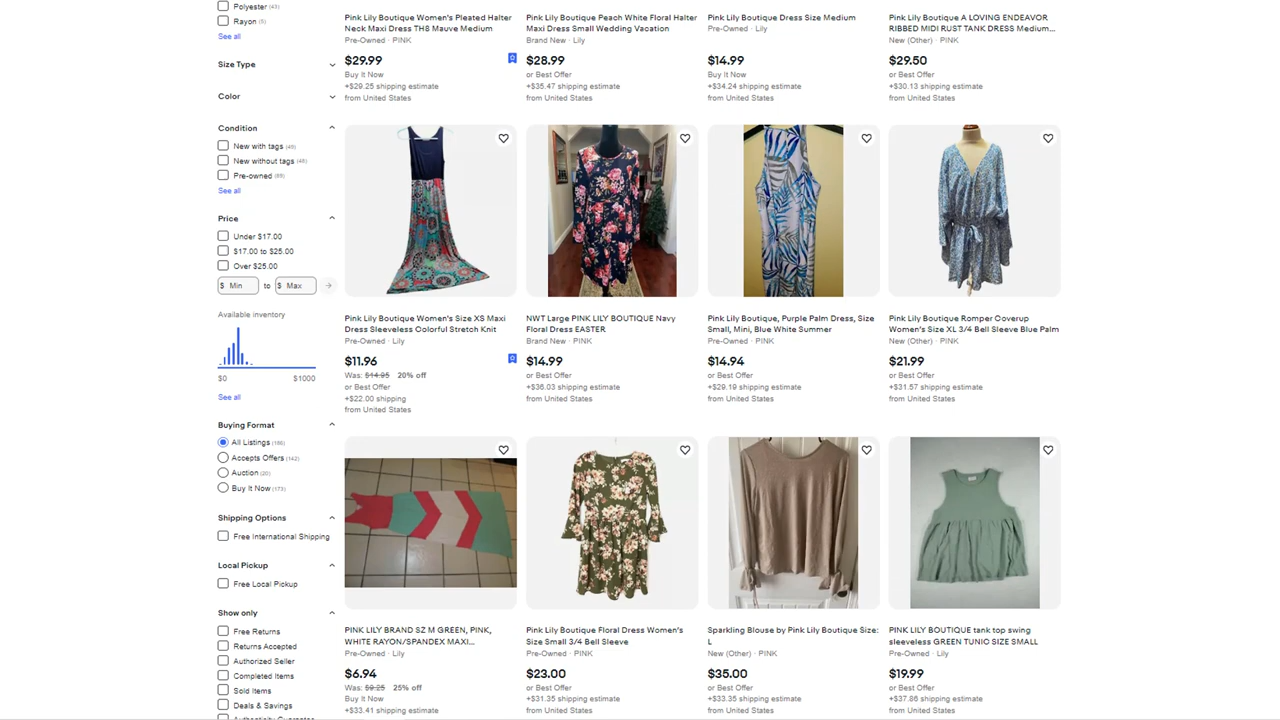 Polyester (43)
Rayon (5)
See all
Size Type
Color
Condition
New with tags (49)
New without tags (46)
Pre-owned (89)
See all
Price
Under $17.00
$17.00 to $25.00
Over $25.00
$ Min to $ Max
Available inventory
$0 $1000
See all
Buying Format
All Listings (186)
Accepts Offers (142)
Auction (20)
Buy It Now (173)
Shipping Options
Free International Shipping
Local Pickup
Free Local Pickup
Show only
Free Returns
Returns Accepted
Authorized Seller
Completed Items
Sold Items
Deals & Savings
Authenticity Guarantee
Pink Lily Boutique Women's Pleated Halter
Neck Maxi Dress TH8 Mauve Medium
Pre-Owned · PINK
$29.99
Buy It Now
+$29.25 shipping estimate
from United States
Pink Lily Boutique Peach White Floral Halter
Maxi Dress Small Wedding Vacation
Brand New · Lily
$28.99
or Best Offer
+$35.47 shipping estimate
from United States
Pink Lily Boutique Dress Size Medium
Pre-Owned · Lily
$14.99
Buy It Now
+$34.24 shipping estimate
from United States
Pink Lily Boutique A LOVING ENDEAVOR
RIBBED MIDI RUST TANK DRESS Medium...
New (Other) · PINK
$29.50
or Best Offer
+$30.13 shipping estimate
from United States
Pink Lily Boutique Women's Size XS Maxi
Dress Sleeveless Colorful Stretch Knit
Pre-Owned · Lily
$11.96
Was: $14.95 20% off
or Best Offer
+$22.00 shipping
from United States
NWT Large PINK LILY BOUTIQUE Navy
Floral Dress EASTER
Brand New · PINK
$14.99
or Best Offer
+$36.03 shipping estimate
from United States
Pink Lily Boutique, Purple Palm Dress, Size
Small, Mini, Blue White Summer
Pre-Owned · PINK
$14.94
or Best Offer
+$29.19 shipping estimate
from United States
Pink Lily Boutique Romper Coverup
Women's Size XL 3/4 Bell Sleeve Blue Palm
New (Other) · PINK
$21.99
or Best Offer
+$31.57 shipping estimate
from United States
PINK LILY BRAND SZ M GREEN, PINK,
WHITE RAYON/SPANDEX MAXI...
Pre-Owned · Lily
$6.94
Was: $9.25 25% off
Buy It Now
+$33.41 shipping estimate
Pink Lily Boutique Floral Dress Women's
Size Small 3/4 Bell Sleeve
Pre-Owned · PINK
$23.00
or Best Offer
+$31.35 shipping estimate
from United States
Sparkling Blouse by Pink Lily Boutique Size:
L
New (Other) · PINK
$35.00
or Best Offer
+$33.35 shipping estimate
from United States
PINK LILY BOUTIQUE tank top swing
sleeveless GREEN TUNIC SIZE SMALL
Pre-Owned · Lily
$19.99
or Best Offer
+$37.86 shipping estimate
from United States